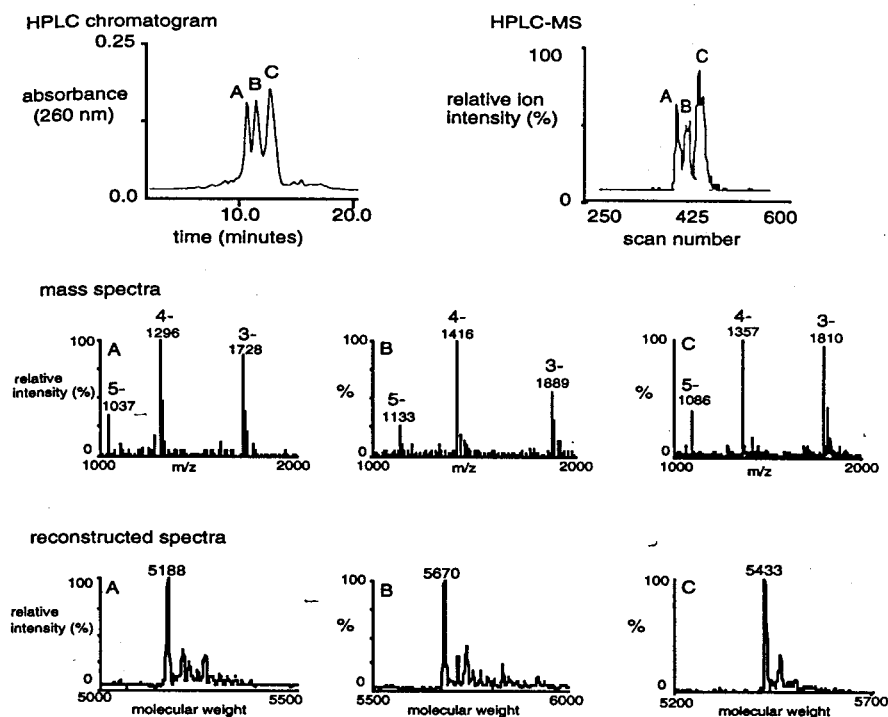 HPLC chromatogram
HPLC-MS
0.25
absorbance
(260 nm)
0.0
A B C
10.0 20.0
time (minutes)
100
relative ion
intensity (%)
0
A B C
250 425 600
scan number
mass spectra
100
relative
intensity (%)
0
A
5-
1037
4-
1296
3-
1728
1000 m/z 2000
100
%
0
B
5-
1133
4-
1416
3-
1889
1000 m/z 2000
100
%
0
C
5-
1086
4-
1357
3-
1810
1000 m/z 2000
reconstructed spectra
100
relative
intensity (%)
0
A
5188
5000 5500
molecular weight
100
%
0
B
5670
5500 6000
molecular weight
100
%
0
C
5433
5200 5700
molecular weight